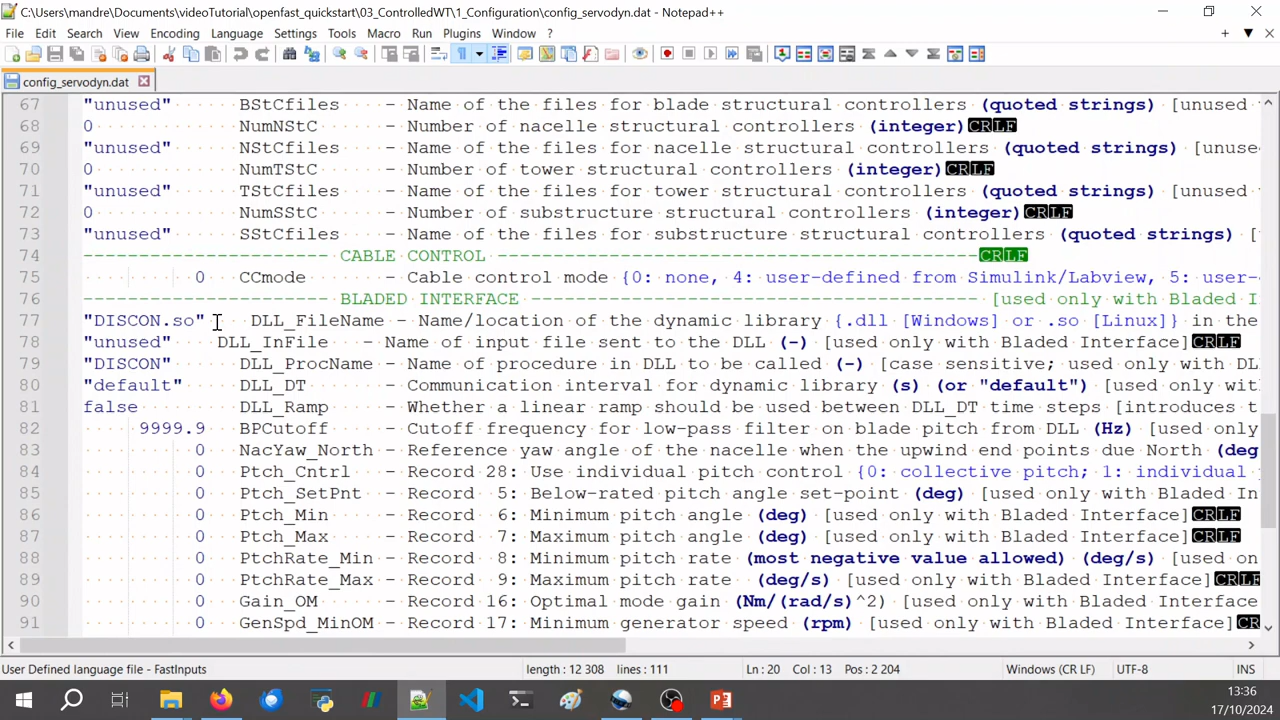 C:\Users\mandre\Documents\videoTutorial\openfast_quickstart\03_ControlledWT\1_Configuration\config_servodyn.dat - Notepad++
File Edit Search View Encoding Language Settings Tools Macro Run Plugins Window ?
config_servodyn.dat
67 "unused" BStCfiles - Name of the files for blade structural controllers (quoted strings) [unused
68 0 NumNStC - Number of nacelle structural controllers (integer)CRLF
69 "unused" NStCfiles - Name of the files for nacelle structural controllers (quoted strings) [unus
70 0 NumTStC - Number of tower structural controllers (integer)CRLF
71 "unused" TStCfiles - Name of the files for tower structural controllers (quoted strings) [unused
72 0 NumSStC - Number of substructure structural controllers (integer)CRLF
73 "unused" SStCfiles - Name of the files for substructure structural controllers (quoted strings) [
74 ---------------------- CABLE CONTROL -------------------------------------------CRLF
75 0 CCmode - Cable control mode {0: none, 4: user-defined from Simulink/Labview, 5: user-
76 ---------------------- BLADED INTERFACE ---------------------------------------- [used only with Bladed I
77 "DISCON.so" DLL_FileName - Name/location of the dynamic library {.dll [Windows] or .so [Linux]} in the
78 "unused" DLL_InFile - Name of input file sent to the DLL (-) [used only with Bladed Interface]CRLF
79 "DISCON" DLL_ProcName - Name of procedure in DLL to be called (-) [case sensitive; used only with DL
80 "default" DLL_DT - Communication interval for dynamic library (s) (or "default") [used only wit
81 false DLL_Ramp - Whether a linear ramp should be used between DLL_DT time steps [introduces t
82 9999.9 BPCutoff - Cutoff frequency for low-pass filter on blade pitch from DLL (Hz) [used only
83 0 NacYaw_North - Reference yaw angle of the nacelle when the upwind end points due North (deg
84 0 Ptch_Cntrl - Record 28: Use individual pitch control {0: collective pitch; 1: individual
85 0 Ptch_SetPnt - Record 5: Below-rated pitch angle set-point (deg) [used only with Bladed In
86 0 Ptch_Min - Record 6: Minimum pitch angle (deg) [used only with Bladed Interface]CRLF
87 0 Ptch_Max - Record 7: Maximum pitch angle (deg) [used only with Bladed Interface]CRLF
88 0 PtchRate_Min - Record 8: Minimum pitch rate (most negative value allowed) (deg/s) [used on
89 0 PtchRate_Max - Record 9: Maximum pitch rate (deg/s) [used only with Bladed Interface]CRLF
90 0 Gain_OM - Record 16: Optimal mode gain (Nm/(rad/s)^2) [used only with Bladed Interface
91 0 GenSpd_MinOM - Record 17: Minimum generator speed (rpm) [used only with Bladed Interface]CR
User Defined language file - FastInputs length : 12 308 lines : 111 Ln : 20 Col : 13 Pos : 2 204 Windows (CR LF) UTF-8 INS
13:36
17/10/2024